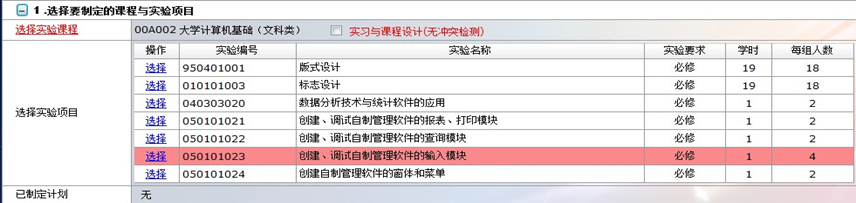 1 .选择要制定的课程与实验项目
选择实验课程 00A002 大学计算机基础（文科类） 实习与课程设计(无冲突检测)
操作 实验编号 实验名称 实验要求 学时 每组人数
选择 950401001 版式设计 必修 19 18
选择 010101003 标志设计 必修 19 18
选择 040303020 数据分析技术与统计软件的应用 必修 1 2
选择实验项目 选择 050101021 创建、调试自制管理软件的报表、打印模块 必修 1 2
选择 050101022 创建、调试自制管理软件的查询模块 必修 1 2
选择 050101023 创建、调试自制管理软件的输入模块 必修 1 4
选择 050101024 创建自制管理软件的窗体和菜单 必修 1 2
已制定计划 无